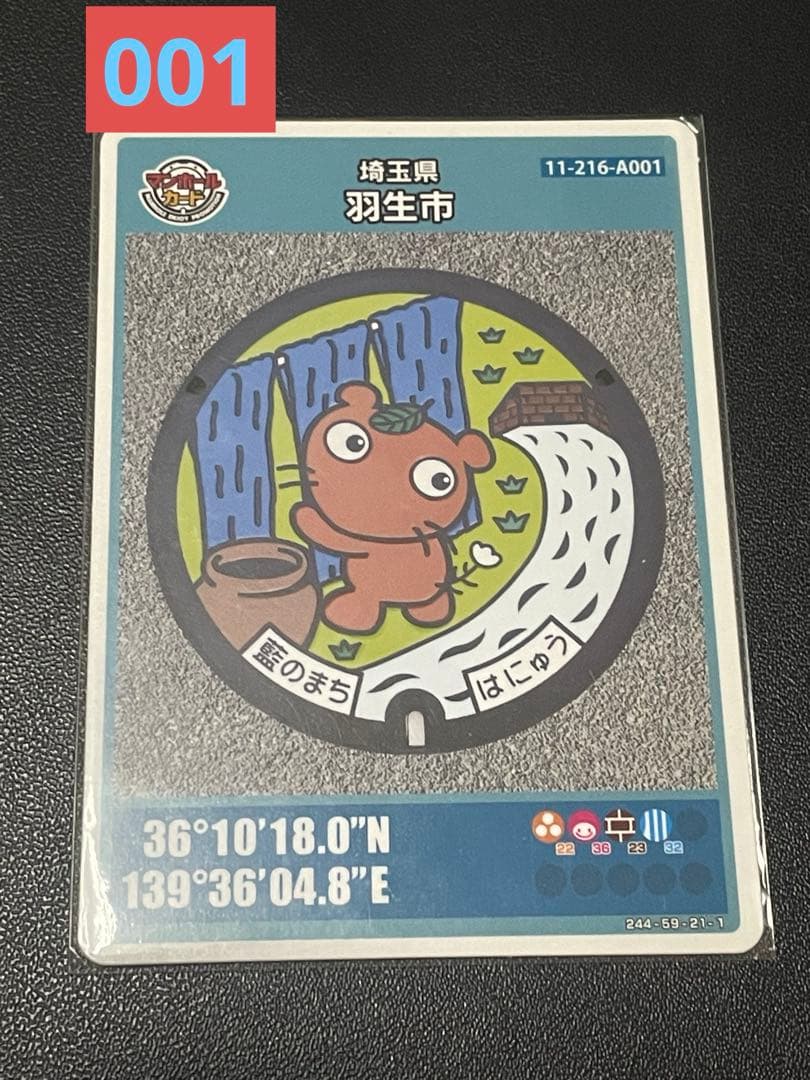 001
マンホール
カード
埼玉県
羽生市
11-216-A001
藍のまち
はにゅう
36°10'18.0"N
139°36'04.8"E
22 36 23 32
244-59-21-1